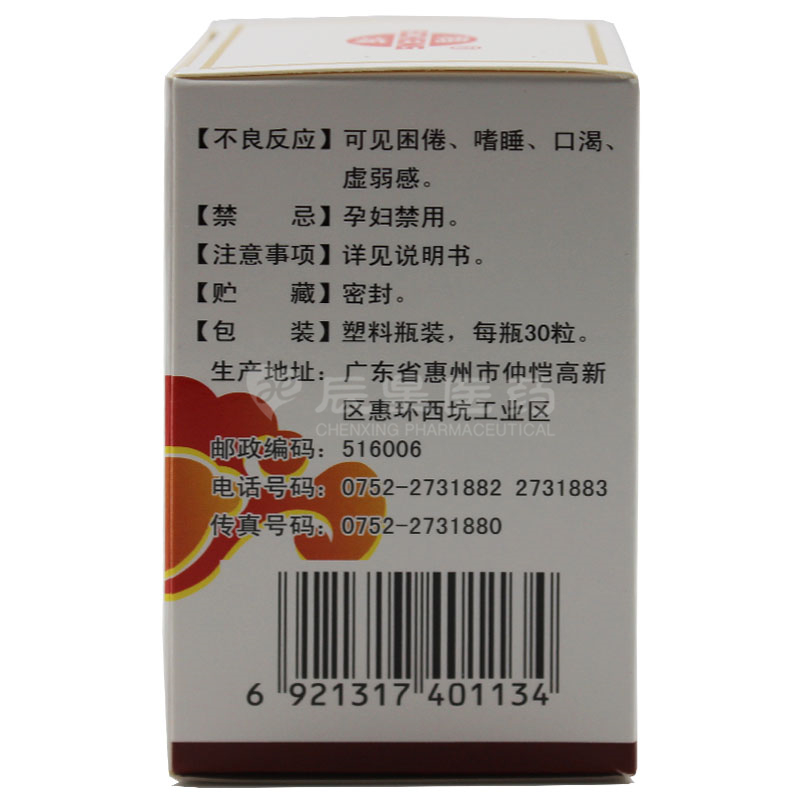 【不良反应】可见困倦、嗜睡、口渴、
虚弱感。
【禁 忌】孕妇禁用。
【注意事项】详见说明书。
【贮 藏】密封。
【包 装】塑料瓶装，每瓶30粒。
生产地址：广东省惠州市仲恺高新
区惠环西坑工业区
辰星医药
CHENXING PHARMACEUTICAL
邮政编码：516006
电话号码：0752-2731882 2731883
传真号码：0752-2731880
6 921317 401134